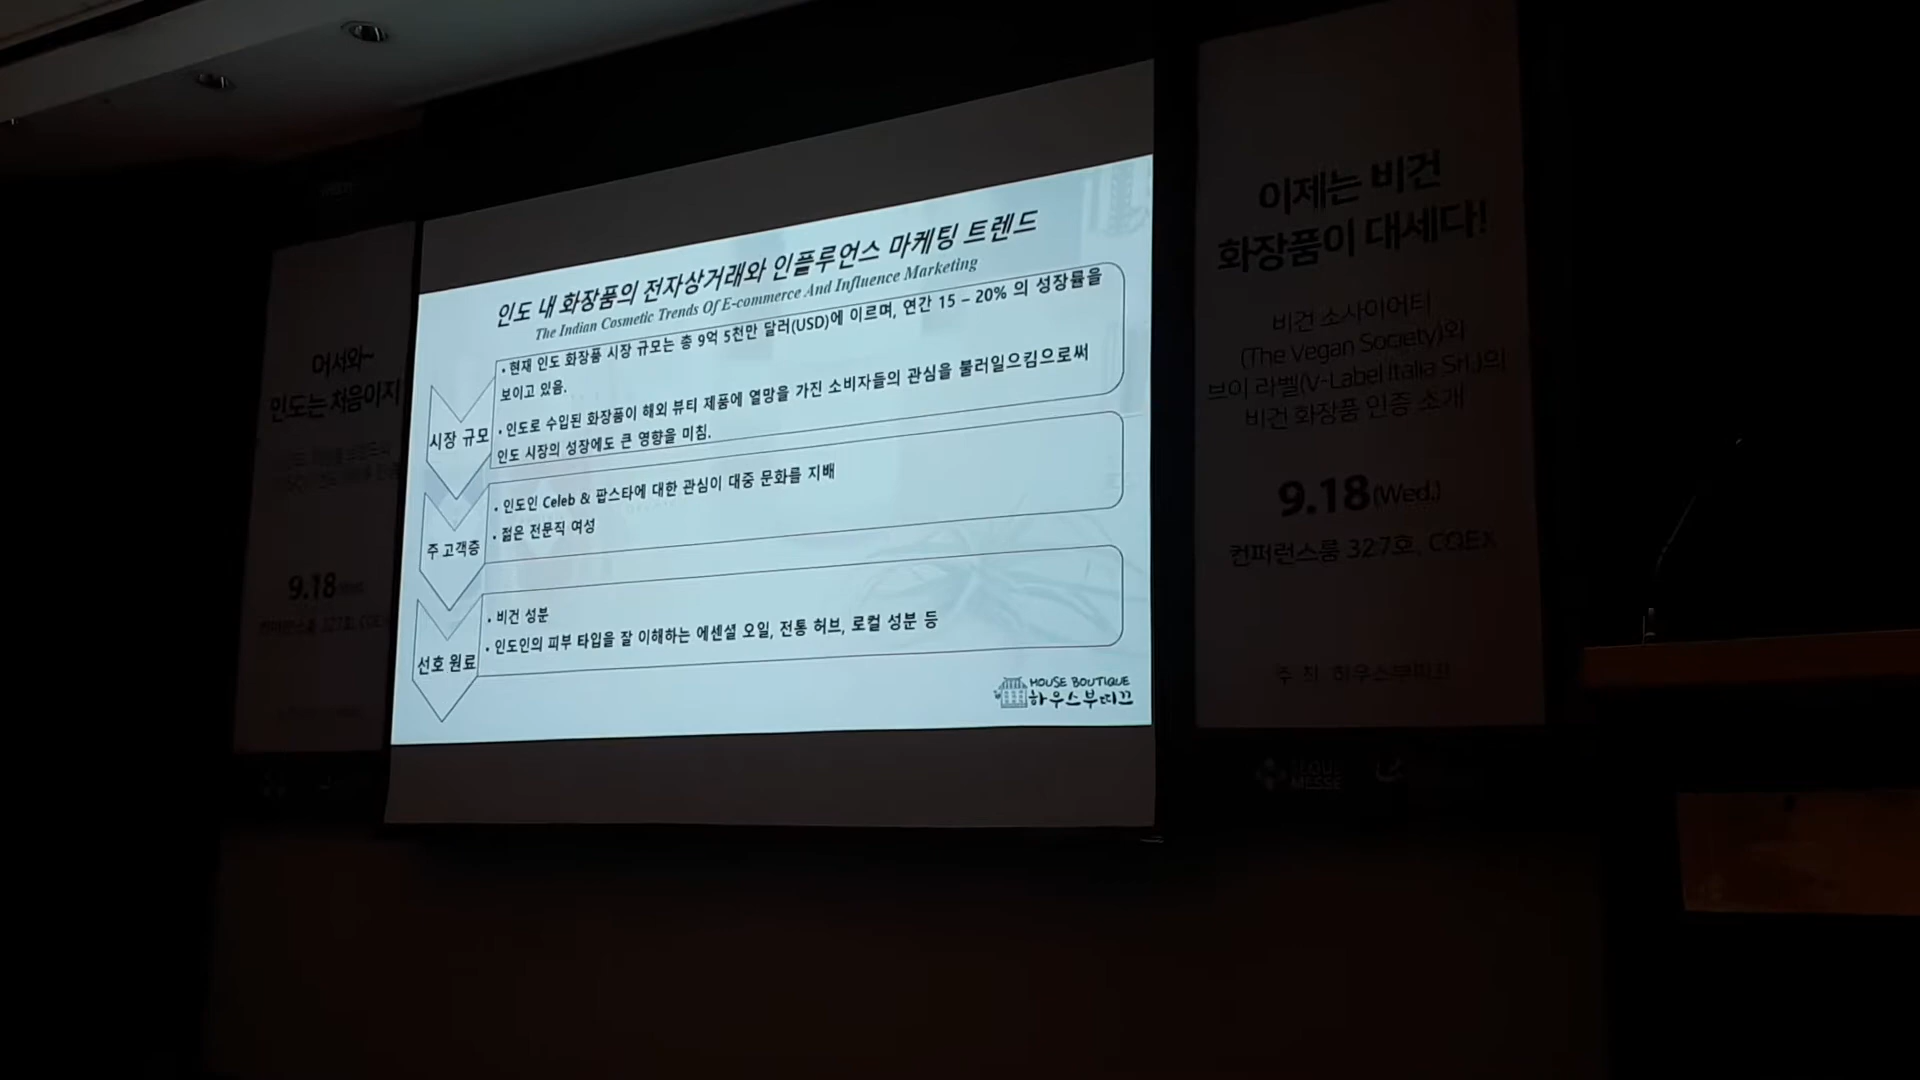 어서와~
인도는 처음이지
9.18
인도 내 화장품의 전자상거래와 인플루언스 마케팅 트렌드
The Indian Cosmetic Trends Of E-commerce And Influence Marketing
시장 규모
• 현재 인도 화장품 시장 규모는 총 9억 5천만 달러(USD)에 이르며, 연간 15 – 20% 의 성장률을
보이고 있음.
• 인도로 수입된 화장품이 해외 뷰티 제품에 열망을 가진 소비자들의 관심을 불러일으킴으로써
인도 시장의 성장에도 큰 영향을 미침.
주 고객층
• 인도인 Celeb & 팝스타에 대한 관심이 대중 문화를 지배
• 젊은 전문직 여성
선호 원료
• 비건 성분
• 인도인의 피부 타입을 잘 이해하는 에센셜 오일, 전통 허브, 로컬 성분 등
HOUSE BOUTIQUE
하우스부띠끄
이제는 비건
화장품이 대세다!
비건 소사이어티
(The Vegan Society)와
브이 라벨(V-Label Italia Srl.)의
비건 화장품 인증 소개
9.18(Wed.)
컨퍼런스룸 327호, COEX
주 최 하우스부띠끄
SEOUL
MESSE